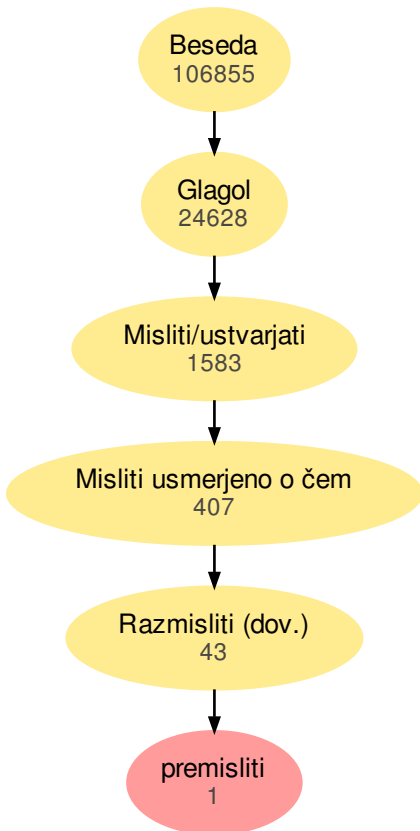 Beseda
106855
Glagol
24628
Misliti/ustvarjati
1583
Misliti usmerjeno o čem
407
Razmisliti (dov.)
43
premisliti
1